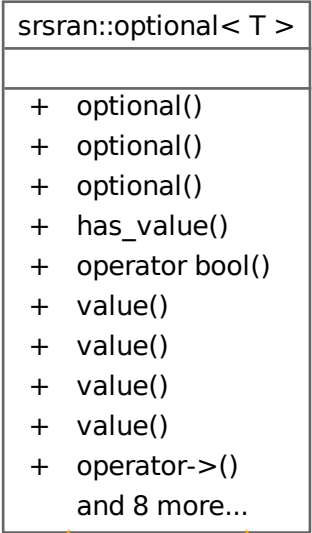 srsran::optional< T >
+ optional()
+ optional()
+ optional()
+ has_value()
+ operator bool()
+ value()
+ value()
+ value()
+ value()
+ operator->()
and 8 more...